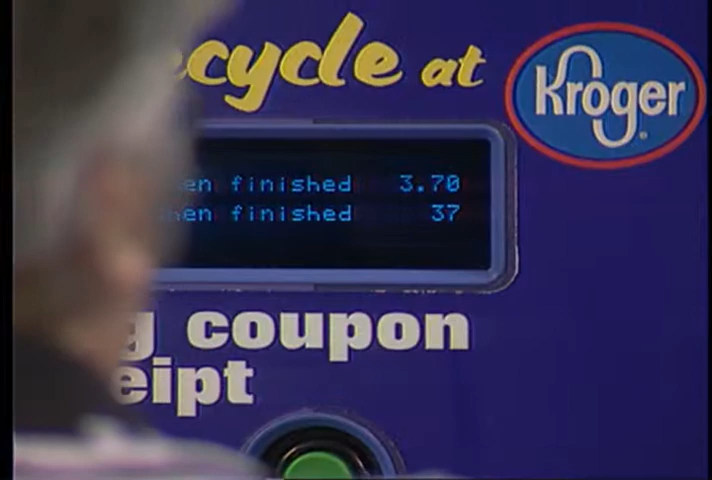 ecycle at
Kroger
en finished 3.70
en finished 37
g coupon
eipt